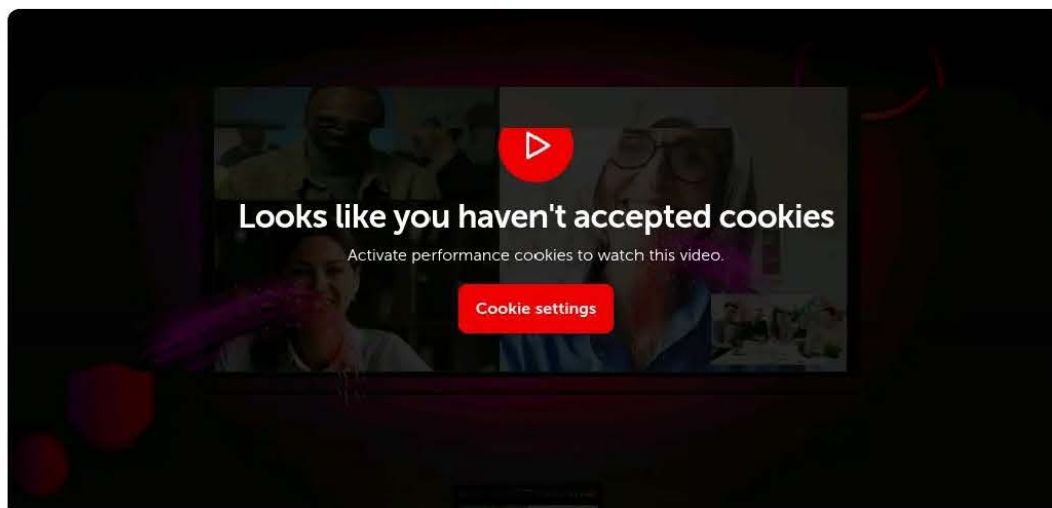 Looks like you haven't accepted cookies
Activate performance cookies to watch this video.
Cookie settings